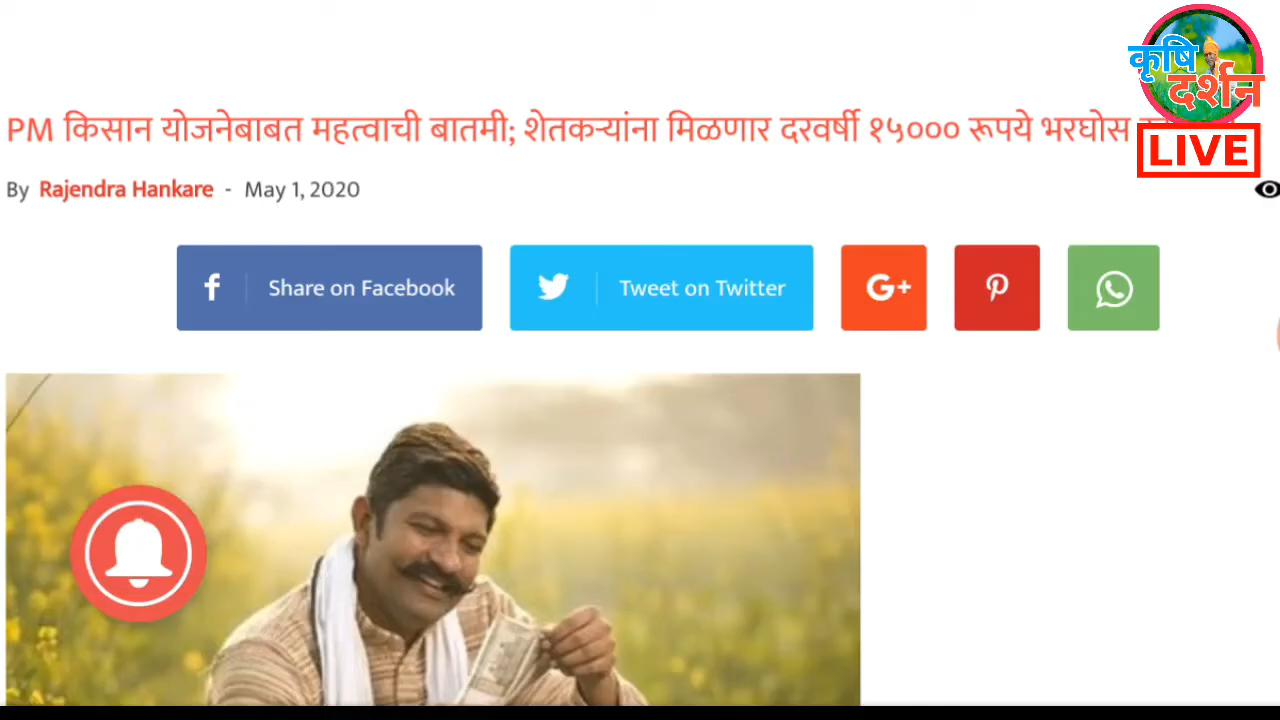 कृषि
दर्शन
PM किसान योजनेबाबत महत्वाची बातमी; शेतकऱ्यांना मिळणार दरवर्षी १५००० रूपये भरघोस
LIVE
By Rajendra Hankare - May 1, 2020
f Share on Facebook Tweet on Twitter G+